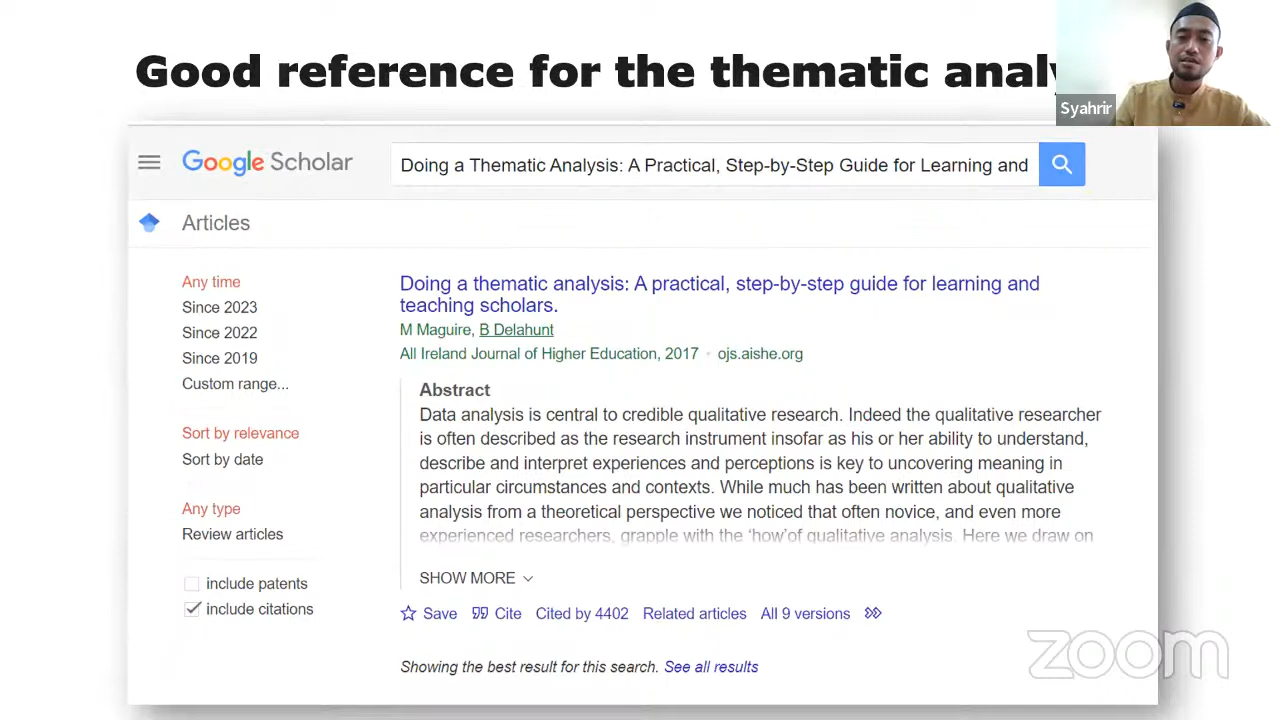 Good reference for the thematic analy
Syahrir
Google Scholar
Doing a Thematic Analysis: A Practical, Step-by-Step Guide for Learning and
Articles
Any time
Since 2023
Since 2022
Since 2019
Custom range...
Sort by relevance
Sort by date
Any type
Review articles
include patents
include citations
Doing a thematic analysis: A practical, step-by-step guide for learning and
teaching scholars.
M Maguire, B Delahunt
All Ireland Journal of Higher Education, 2017 • ojs.aishe.org
Abstract
Data analysis is central to credible qualitative research. Indeed the qualitative researcher
is often described as the research instrument insofar as his or her ability to understand,
describe and interpret experiences and perceptions is key to uncovering meaning in
particular circumstances and contexts. While much has been written about qualitative
analysis from a theoretical perspective we noticed that often novice, and even more
experienced researchers, grapple with the ‘how’of qualitative analysis. Here we draw on
SHOW MORE
Save Cite Cited by 4402 Related articles All 9 versions
Showing the best result for this search. See all results
zoom